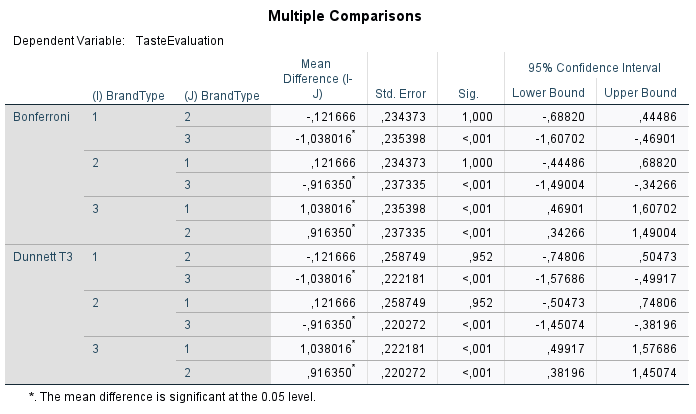 Multiple Comparisons
Dependent Variable: TasteEvaluation
Mean
Difference (I-
J)
95% Confidence Interval
(I) BrandType (J) BrandType Std. Error Sig. Lower Bound Upper Bound
Bonferroni 1 2 -,121666 ,234373 1,000 -,68820 ,44486
3 -1,038016* ,235398 <,001 -1,60702 -,46901
2 1 ,121666 ,234373 1,000 -,44486 ,68820
3 -,916350* ,237335 <,001 -1,49004 -,34266
3 1 1,038016* ,235398 <,001 ,46901 1,60702
2 ,916350* ,237335 <,001 ,34266 1,49004
Dunnett T3 1 2 -,121666 ,258749 ,952 -,74806 ,50473
3 -1,038016* ,222181 <,001 -1,57686 -,49917
2 1 ,121666 ,258749 ,952 -,50473 ,74806
3 -,916350* ,220272 <,001 -1,45074 -,38196
3 1 1,038016* ,222181 <,001 ,49917 1,57686
2 ,916350* ,220272 <,001 ,38196 1,45074
*. The mean difference is significant at the 0.05 level.